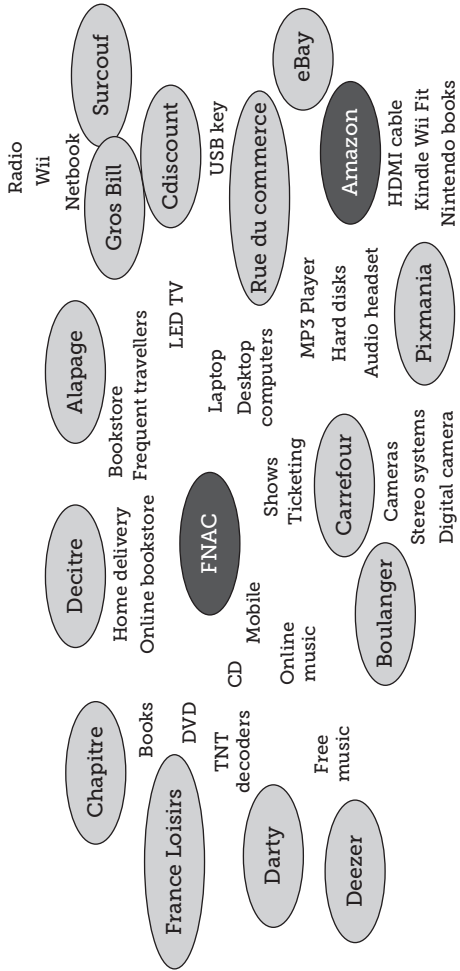 Radio
Wii
Netbook
Surcouf
Gros Bill
Alapage
Decitre
Chapitre
Bookstore
Frequent travellers
Home delivery
Online bookstore
Books
Cdiscount
LED TV
France Loisirs
DVD
FNAC
USB key
Laptop
Desktop
computers
TNT
decoders
CD
Mobile
Rue du commerce
Shows
Ticketing
Darty
Online
music
eBay
MP3 Player
Hard disks
Audio headset
Free
music
Carrefour
Amazon
Deezer
Boulanger
Cameras
Stereo systems
Digital camera
Pixmania
HDMI cable
Kindle Wii Fit
Nintendo books